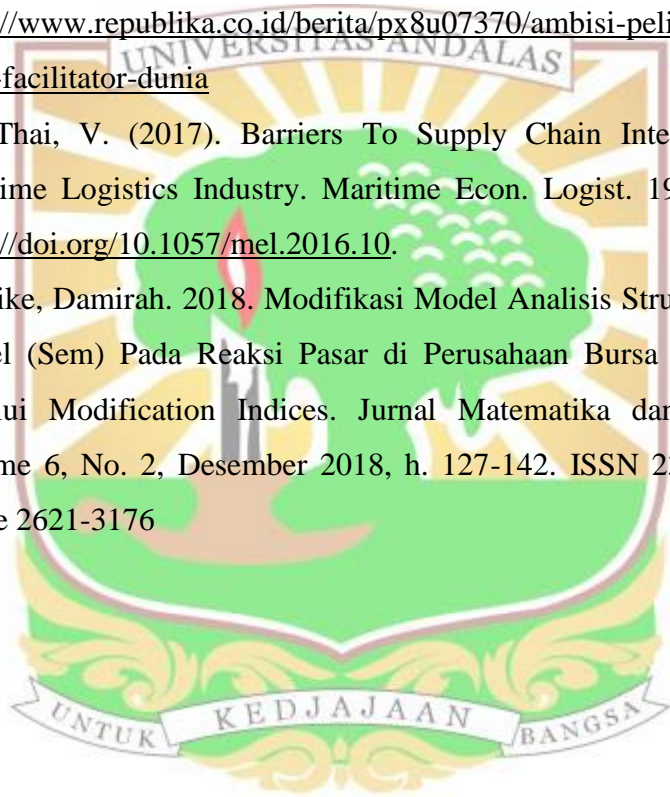 ://www.republika.co.id/berita/px8u07370/ambisi-peli
UNIVERSITAS ANDALAS
-facilitator-dunia
Thai, V. (2017). Barriers To Supply Chain Inte
ime Logistics Industry. Maritime Econ. Logist. 19
://doi.org/10.1057/mel.2016.10.
ike, Damirah. 2018. Modifikasi Model Analisis Stru
el (Sem) Pada Reaksi Pasar di Perusahaan Bursa
lui Modification Indices. Jurnal Matematika dar
me 6, No. 2, Desember 2018, h. 127-142. ISSN 2
e 2621-3176
UNTUK KEDJAJAAN BANGSA